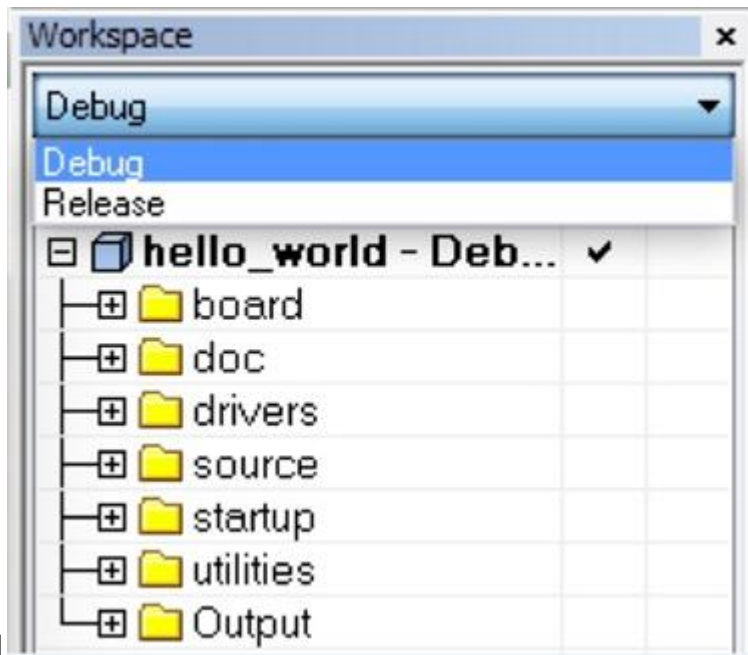 Workspace
Debug
Debug
Release
hello_world - Deb...
board
doc
drivers
source
startup
utilities
Output